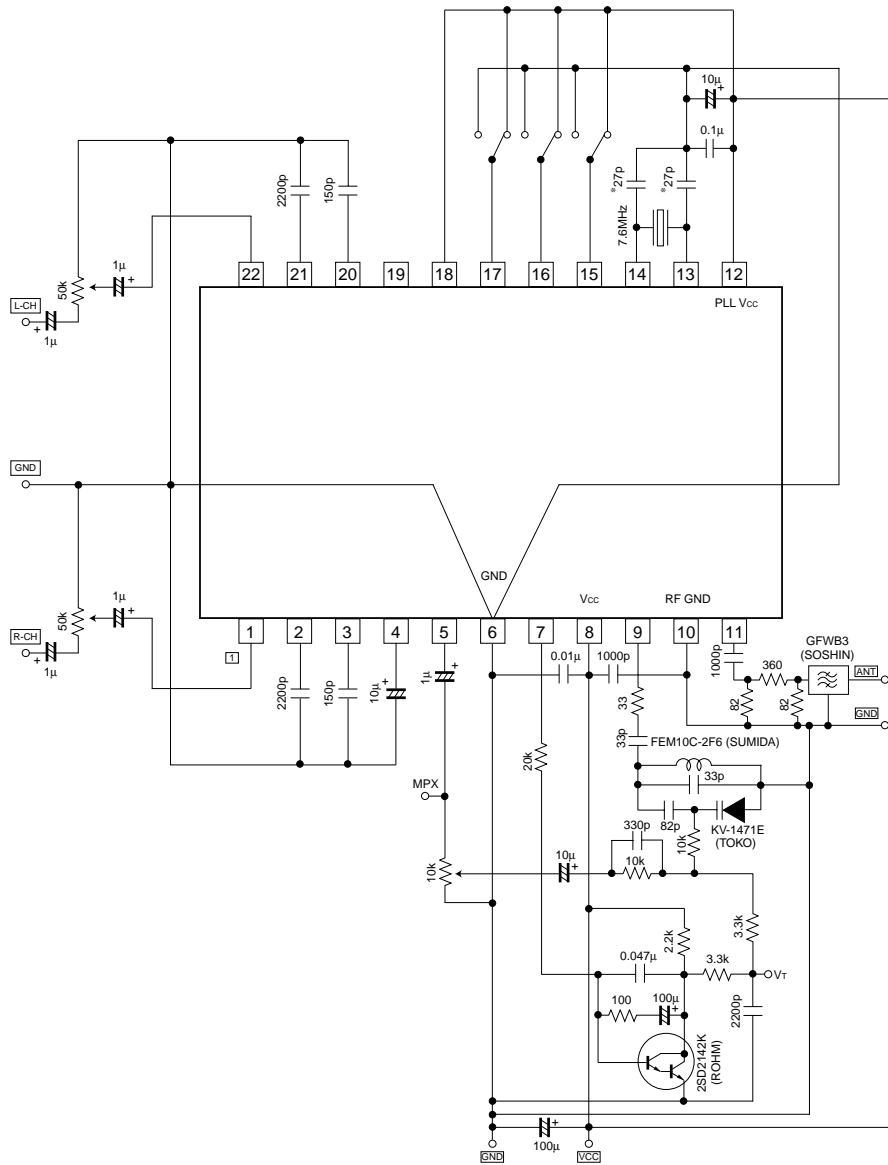 10µ
+
0.1µ
2200p
150p
*27p
*27p
7.6MHz
1µ
+
22
21
20
19
18
17
16
15
14
13
12
50k
L-CH
+
1µ
PLL VCC
GND
GND
VCC
RF GND
1µ
+
50k
R-CH
+
1µ
1
2
3
4
5
6
7
8
9
10
11
1
2200p
150p
10µ
+
1µ
+
0.01µ
1000p
1000p
GFWB3
(SOSHIN)
ANT
360
82
82
GND
33
33p
FEM10C-2F6 (SUMIDA)
33p
20k
MPX
82p
KV-1471E
(TOKO)
330p
10k
10k
10µ
+
10k
3.3k
2.2k
0.047µ
3.3k
VT
100
100µ
+
2200p
2SD2142K
(ROHM)
+
100µ
GND
VCC